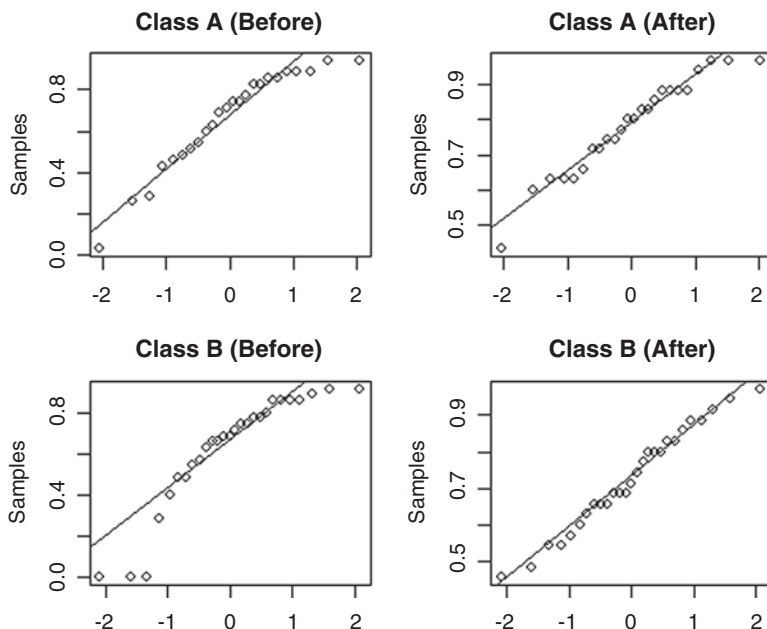 Class A (Before)
Samples
0.8
0.4
0.0
-2 -1 0 1 2
Class A (After)
Samples
0.9
0.7
0.5
-2 -1 0 1 2
Class B (Before)
Samples
0.8
0.4
0.0
-2 -1 0 1 2
Class B (After)
Samples
0.9
0.7
0.5
-2 -1 0 1 2